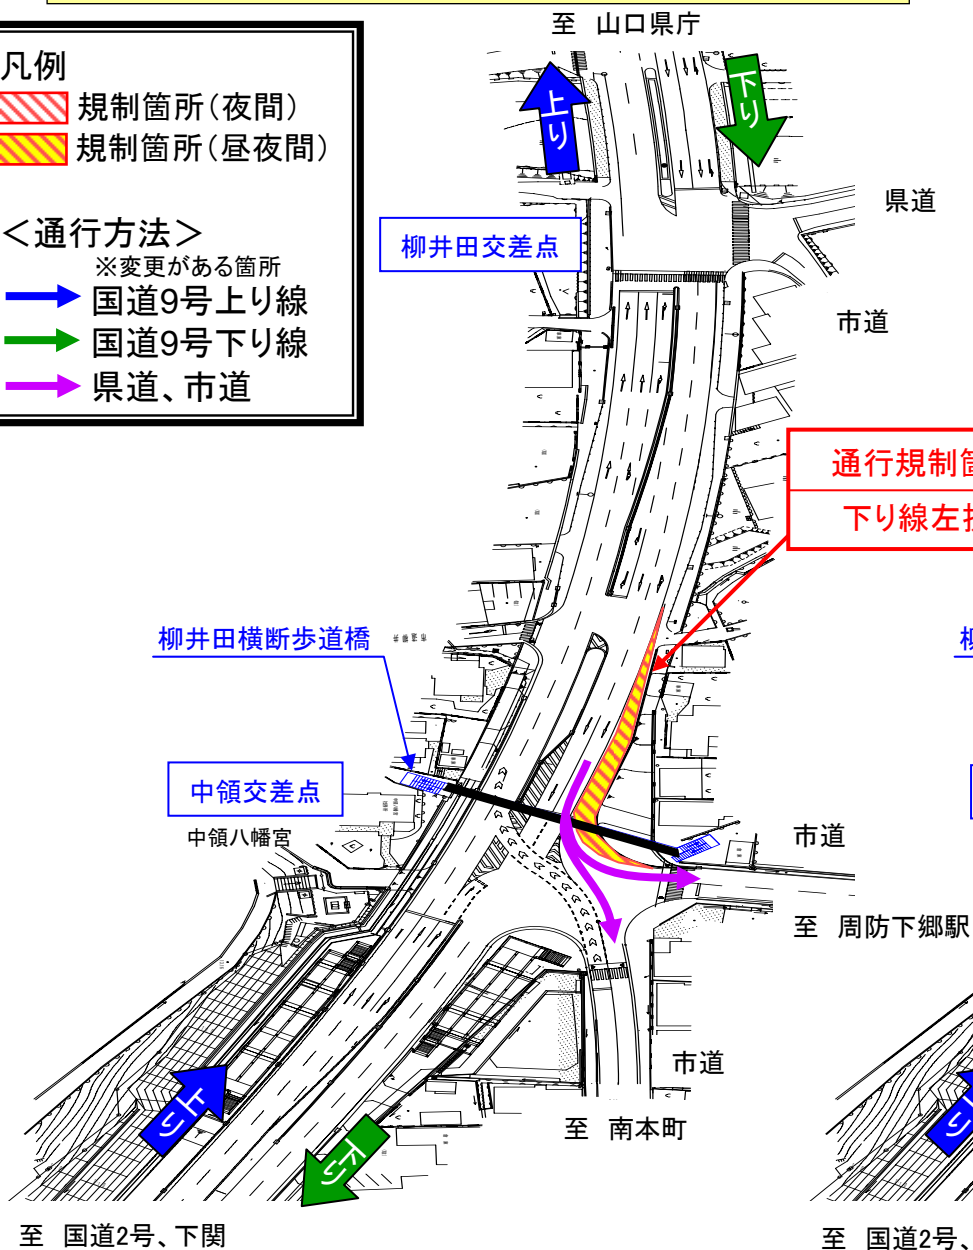 至 山口県庁
凡例
規制箇所(夜間)
規制箇所(昼夜間)
<通行方法>
※変更がある箇所
国道9号上り線
国道9号下り線
県道、市道
上り
下り
県道
柳井田交差点
市道
通行規制箇
下り線左折
柳井田横断歩道橋
中領交差点
中領八幡宮
市道
至 周防下郷駅
市道
至 南本町
上り
下り
上り
至 国道2号、下関
至 国道2号、